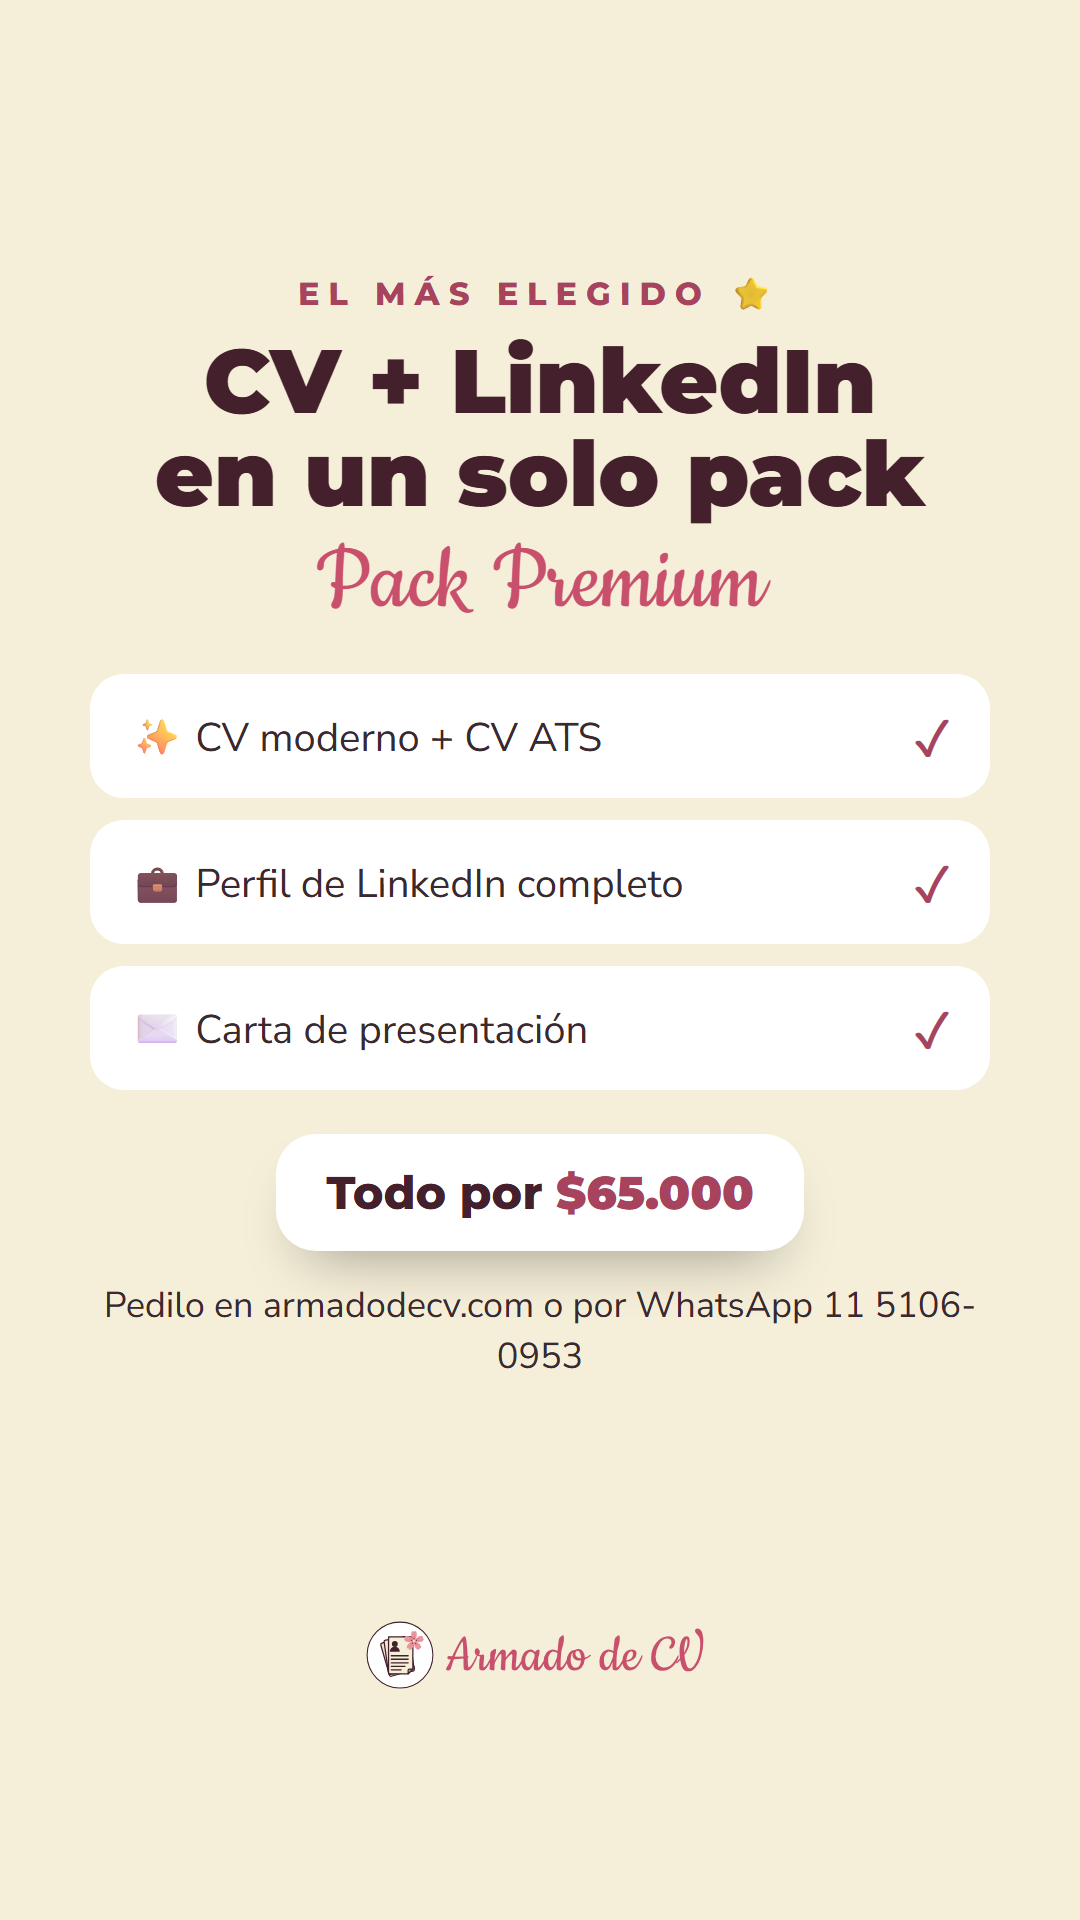 EL MÁS ELEGIDO ⭐
CV + LinkedIn
en un solo pack
Pack Premium
✨ CV moderno + CV ATS ✓
💼 Perfil de LinkedIn completo ✓
✉️ Carta de presentación ✓
Todo por $65.000
Pedilo en armadodecv.com o por WhatsApp 11 5106-
0953
Armado de CV